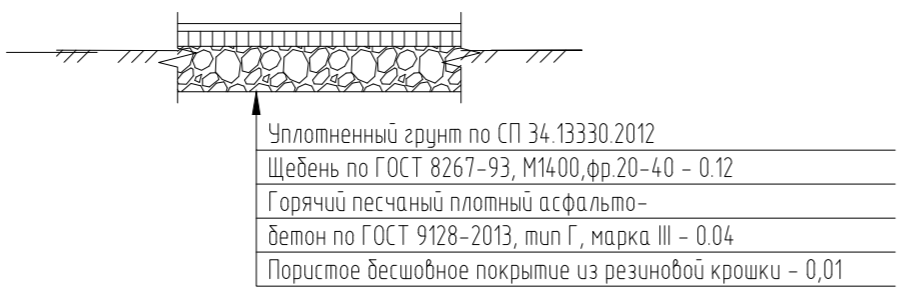 Уплотненный грунт по СП 34.13330.2012
Щебень по ГОСТ 8267-93, М1400,фр.20-40 - 0.12
Горячий песчаный плотный асфальто-
бетон по ГОСТ 9128-2013, тип Г, марка III - 0.04
Пористое бесшовное покрытие из резиновой крошки - 0,01